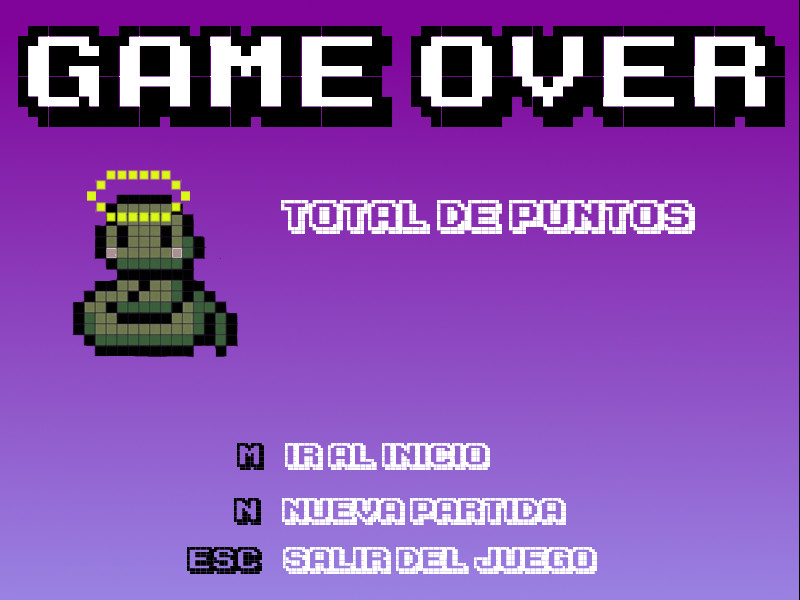 GAME OVER
TOTAL DE PUNTOS
M IR AL INICIO
N NUEVA PARTIDA
ESC SALIR DEL JUEGO